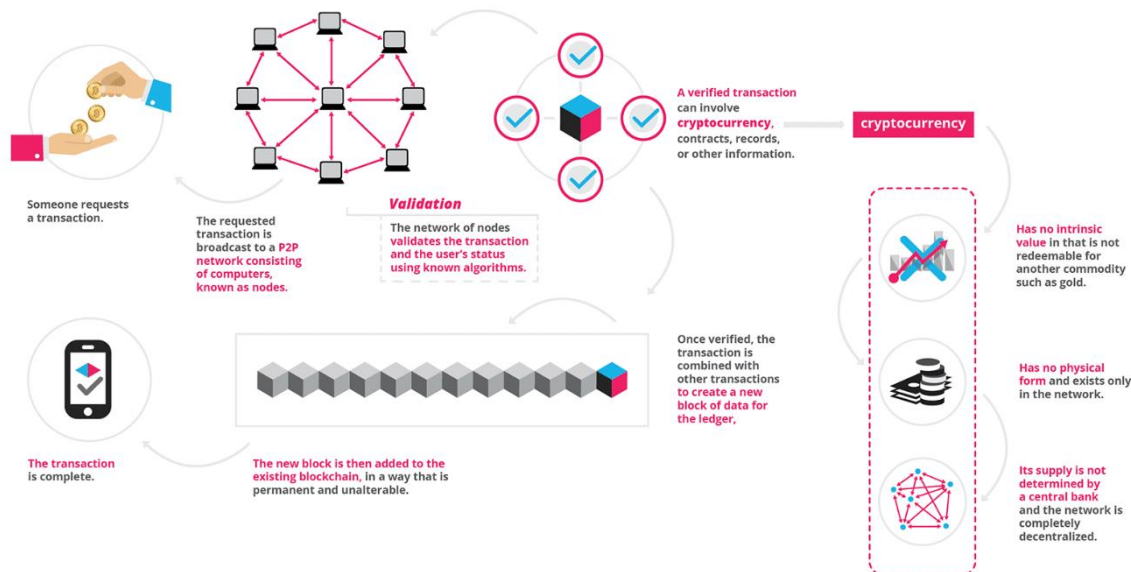 Someone requests
a transaction.
The requested
transaction is
broadcast to a P2P
network consisting
of computers,
known as nodes.
Validation
The network of nodes
validates the transaction
and the user's status
using known algorithms.
A verified transaction
can involve
cryptocurrency,
contracts, records,
or other information.
cryptocurrency
Has no intrinsic
value in that is not
redeemable for
another commodity
such as gold.
Has no physical
form and exists only
in the network.
Its supply is not
determined by
a central bank
and the network is
completely
decentralized.
Once verified, the
transaction is
combined with
other transactions
to create a new
block of data for
the ledger,
The new block is then added to the
existing blockchain, in a way that is
permanent and unalterable.
The transaction
is complete.